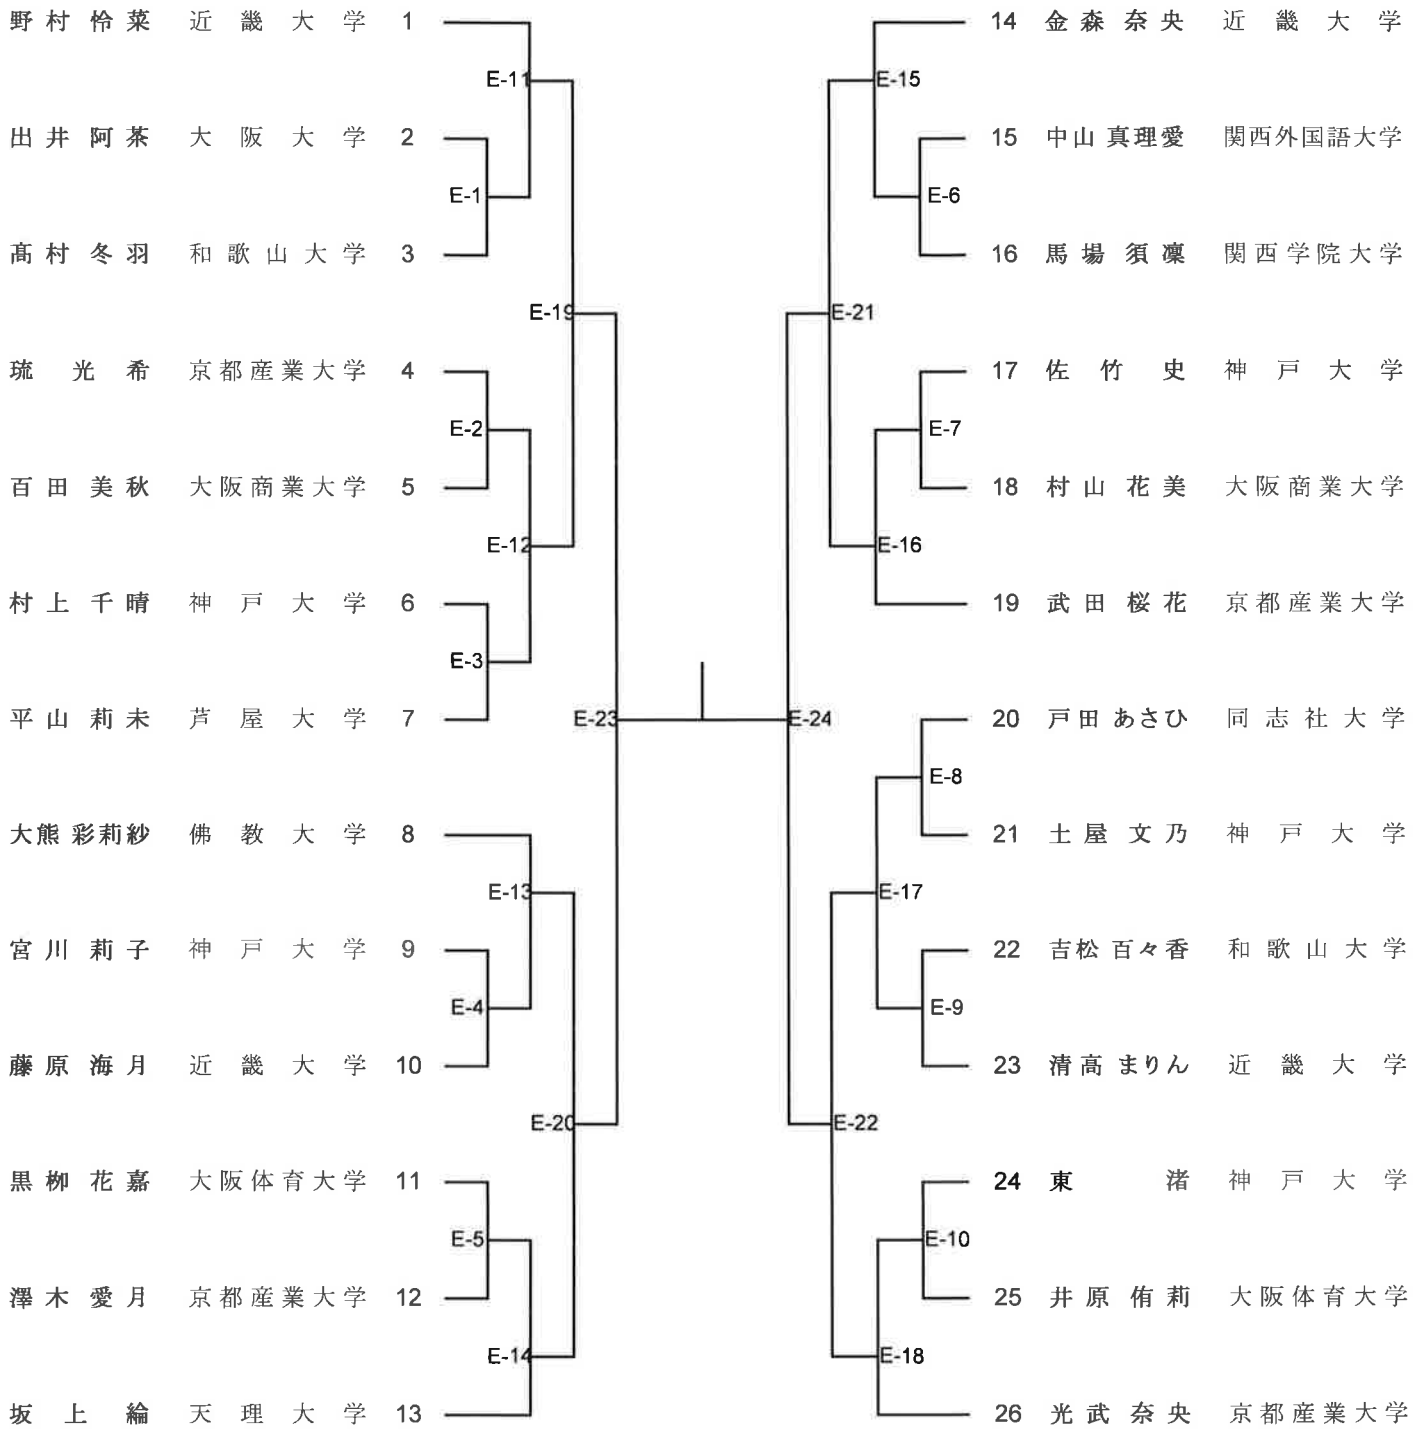 野村怜菜 近畿大学 1
E-11
出井阿茶 大阪大学 2
E-1
髙村冬羽 和歌山大学 3
E-19
琉光希 京都産業大学 4
E-2
百田美秋 大阪商業大学 5
E-12
村上千晴 神戸大学 6
E-3
平山莉未 芦屋大学 7
E-23
大熊彩莉紗 佛教大学 8
E-13
宮川莉子 神戸大学 9
E-4
藤原海月 近畿大学 10
E-20
黒栁花嘉 大阪体育大学 11
E-5
澤木愛月 京都産業大学 12
E-14
坂上綸 天理大学 13
14 金森奈央 近畿大学
E-15
15 中山真理愛 関西外国語大学
E-6
16 馬場須凜 関西学院大学
E-21
17 佐竹史 神戸大学
E-7
18 村山花美 大阪商業大学
E-16
19 武田桜花 京都産業大学
E-24
20 戸田あさひ 同志社大学
E-8
21 土屋文乃 神戸大学
E-17
22 吉松百々香 和歌山大学
E-9
23 清高まりん 近畿大学
E-22
24 東渚 神戸大学
E-10
25 井原侑莉 大阪体育大学
E-18
26 光武奈央 京都産業大学